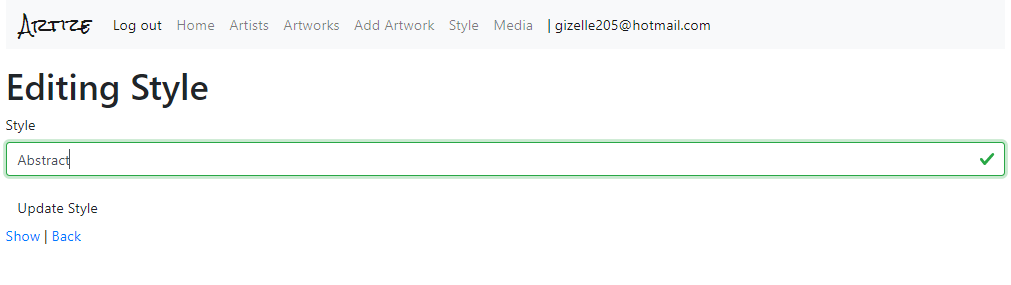 Artize Log out Home Artists Artworks Add Artwork Style Media | gizelle205@hotmail.com
Editing Style
Style
Abstract
Update Style
Show | Back